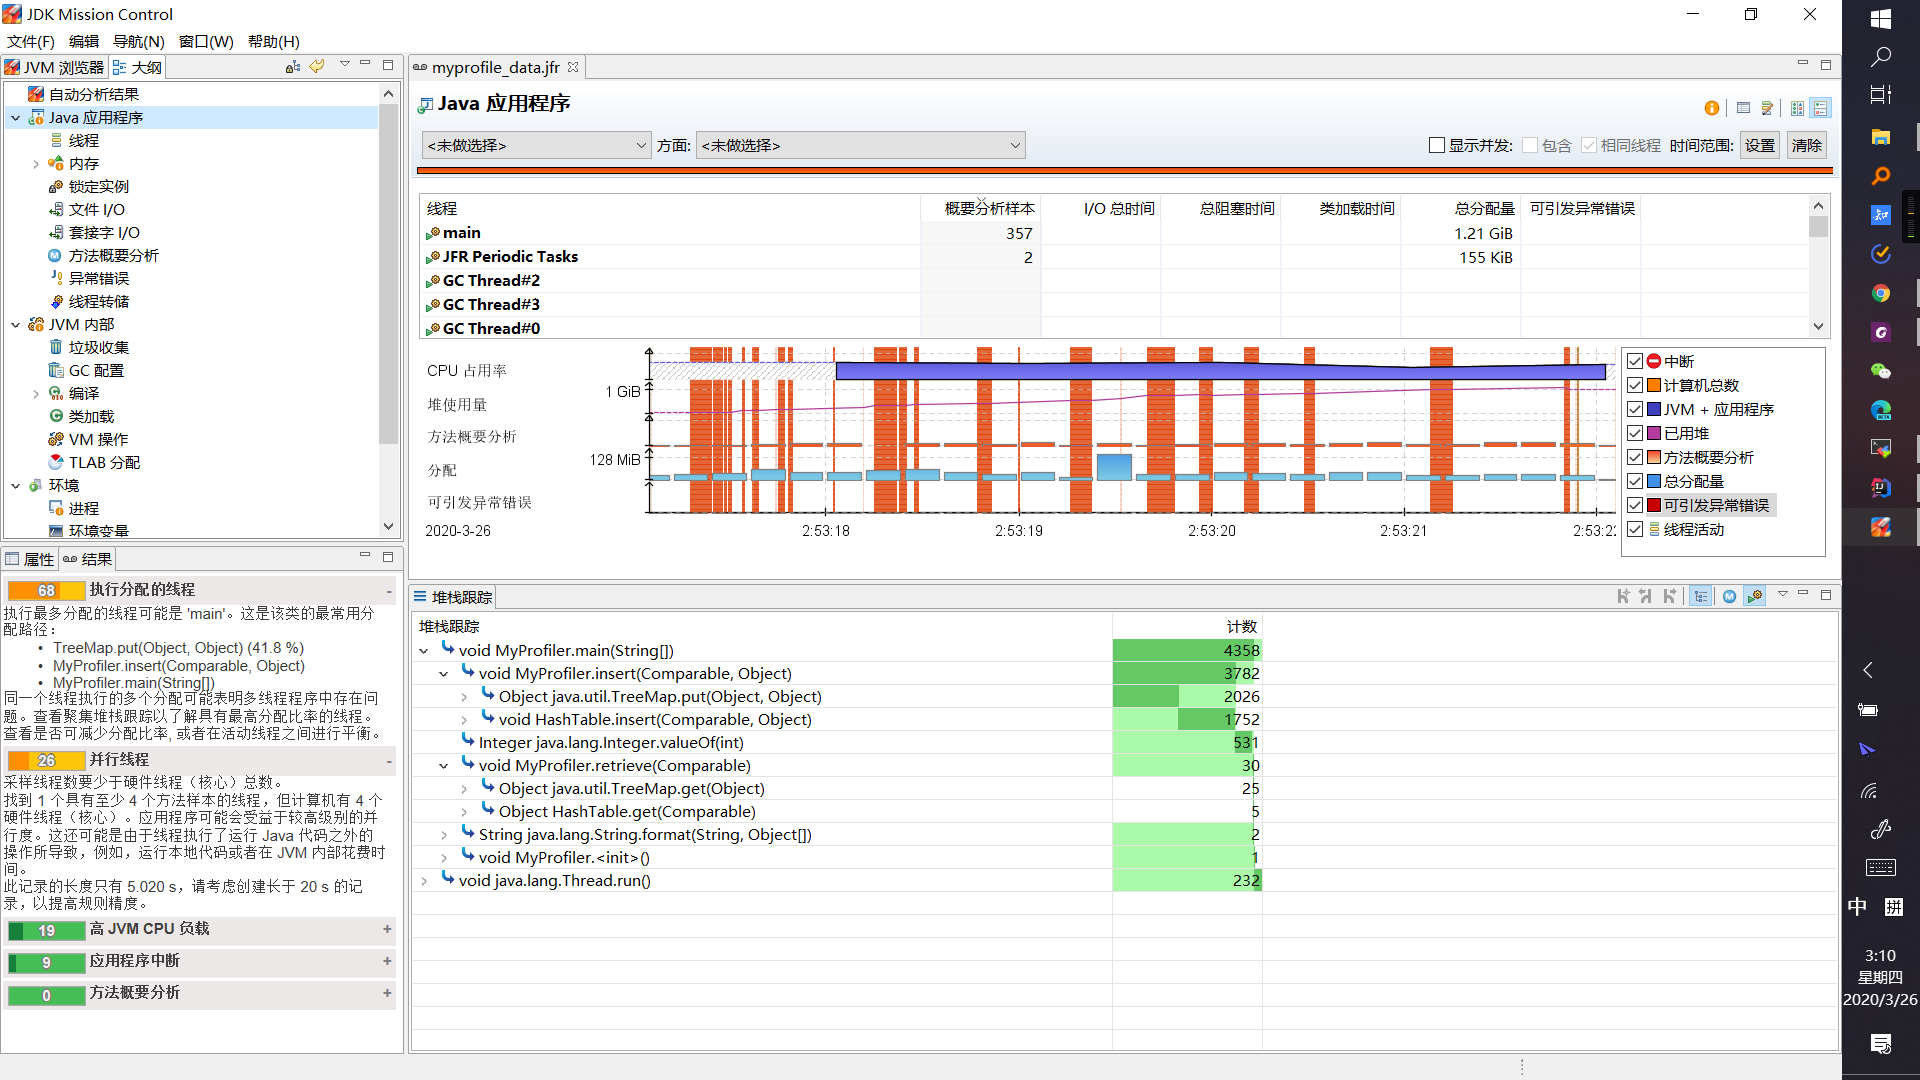 JDK Mission Control
文件(F) 编辑 导航(N) 窗口(W) 帮助(H)
JVM 浏览器 大纲
自动分析结果
Java 应用程序
线程
内存
锁定实例
文件 I/O
套接字 I/O
方法概要分析
异常错误
线程转储
JVM 内部
垃圾收集
GC 配置
编译
类加载
VM 操作
TLAB 分配
环境
进程
环境变量
属性 结果
68 执行分配的线程 -
执行最多分配的线程可能是 'main'。这是该类的最常用分
配路径：
• TreeMap.put(Object, Object) (41.8 %)
• MyProfiler.insert(Comparable, Object)
• MyProfiler.main(String[])
同一个线程执行的多个分配可能表明多线程程序中存在问
题。查看聚集堆栈跟踪以了解具有最高分配比率的线程。
查看是否可减少分配比率, 或者在活动线程之间进行平衡。
26 并行线程 -
采样线程数要少于硬件线程（核心）总数。
找到 1 个具有至少 4 个方法样本的线程，但计算机有 4 个
硬件线程（核心）。应用程序可能会受益于较高级别的并
行度。这还可能是由于线程执行了运行 Java 代码之外的
操作所导致，例如，运行本地代码或者在 JVM 内部花费时
间。
此记录的长度只有 5.020 s，请考虑创建长于 20 s 的记
录，以提高规则精度。
19 高 JVM CPU 负载 +
9 应用程序中断 +
0 方法概要分析 +
myprofile_data.jfr
Java 应用程序
<未做选择> 方面: <未做选择> 显示并发: 包含 相同线程 时间范围: 设置 清除
线程 概要分析样本 I/O 总时间 总阻塞时间 类加载时间 总分配量 可引发异常错误
main 357 1.21 GiB
JFR Periodic Tasks 2 155 KiB
GC Thread#2
GC Thread#3
GC Thread#0
CPU 占用率
1 GiB
堆使用量
方法概要分析
128 MiB
分配
可引发异常错误
2020-3-26 2:53:18 2:53:19 2:53:20 2:53:21
中断
计算机总数
JVM + 应用程序
已用堆
方法概要分析
总分配量
可引发异常错误
线程活动
堆栈跟踪
堆栈跟踪 计数
void MyProfiler.main(String[]) 4358
void MyProfiler.insert(Comparable, Object) 3782
Object java.util.TreeMap.put(Object, Object) 2026
void HashTable.insert(Comparable, Object) 1752
Integer java.lang.Integer.valueOf(int) 531
void MyProfiler.retrieve(Comparable) 30
Object java.util.TreeMap.get(Object) 25
Object HashTable.get(Comparable) 5
String java.lang.String.format(String, Object[]) 2
void MyProfiler.<init>() 1
void java.lang.Thread.run() 232
中 拼
3:10
星期四
2020/3/26